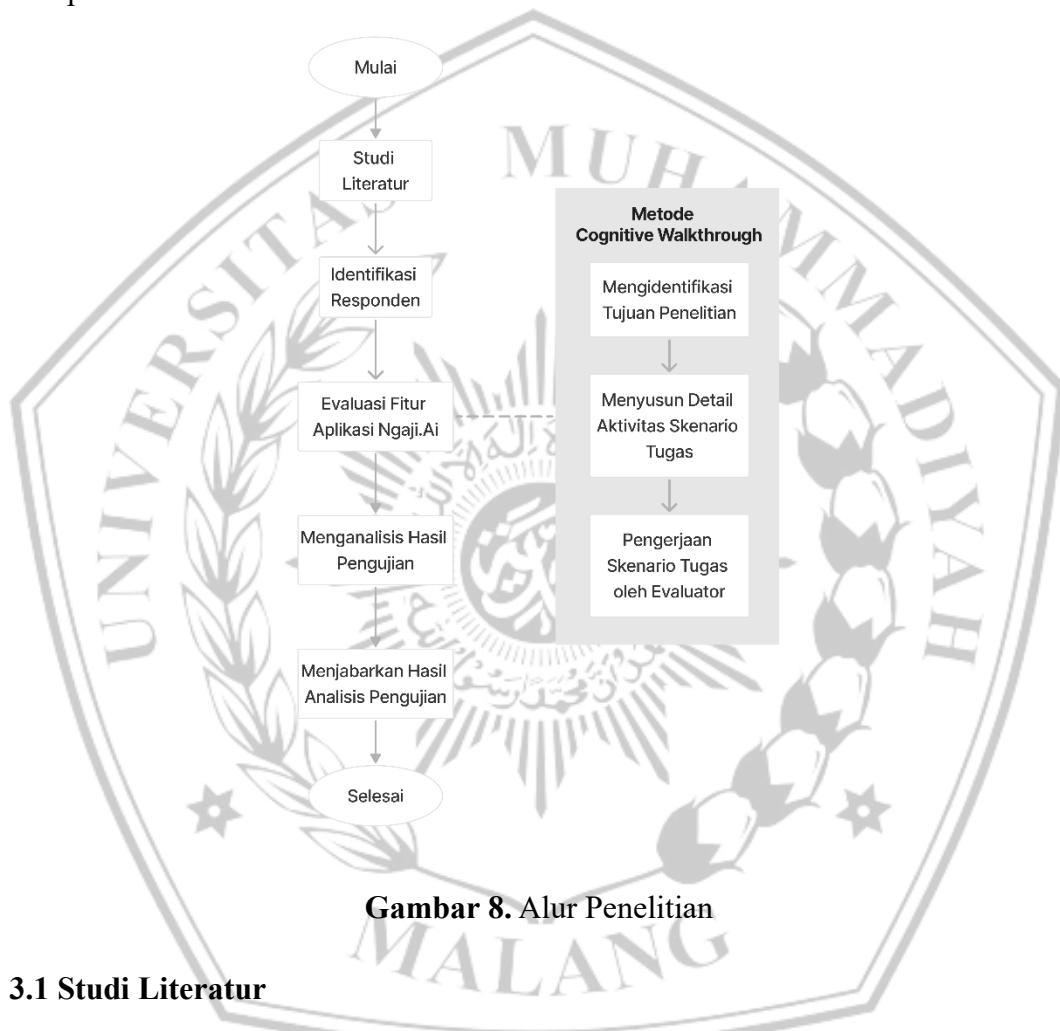 Mulai
Studi
Literatur
Identifikasi
Responden
Evaluasi Fitur
Aplikasi Ngaji.Ai
Menganalisis Hasil
Pengujian
Menjabarkan Hasil
Analisis Pengujian
Selesai
Metode
Cognitive Walkthrough
Mengidentifikasi
Tujuan Penelitian
Menyusun Detail
Aktivitas Skenario
Tugas
Pengerjaan
Skenario Tugas
oleh Evaluator
UNIVERSITAS MUHAMMADIYAH
MALANG
Gambar 8. Alur Penelitian
3.1 Studi Literatur